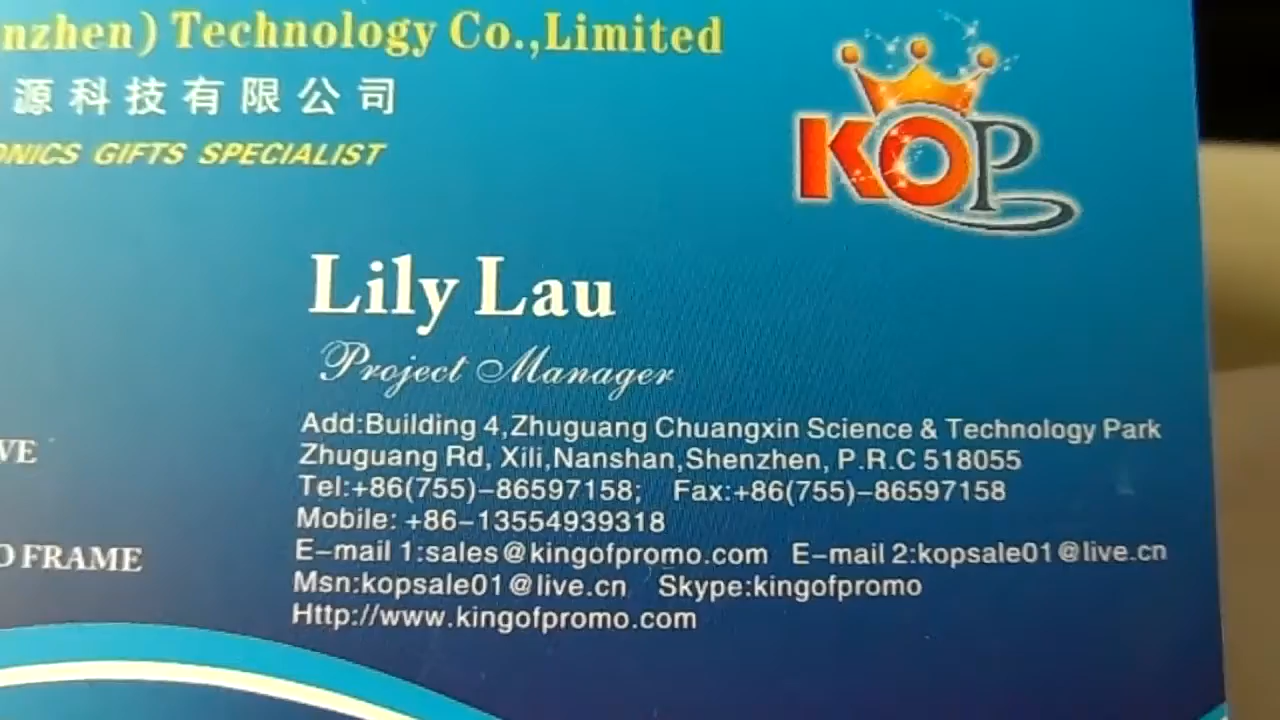 nzhen) Technology Co.,Limited
源科技有限公司
ONICS GIFTS SPECIALIST
KOP
Lily Lau
Project Manager
Add:Building 4,Zhuguang Chuangxin Science & Technology Park
Zhuguang Rd, Xili,Nanshan,Shenzhen, P.R.C 518055
Tel:+86(755)-86597158; Fax:+86(755)-86597158
Mobile: +86-13554939318
E-mail 1:sales@kingofpromo.com E-mail 2:kopsale01@live.cn
Msn:kopsale01@live.cn Skype:kingofpromo
Http://www.kingofpromo.com
VE
O FRAME